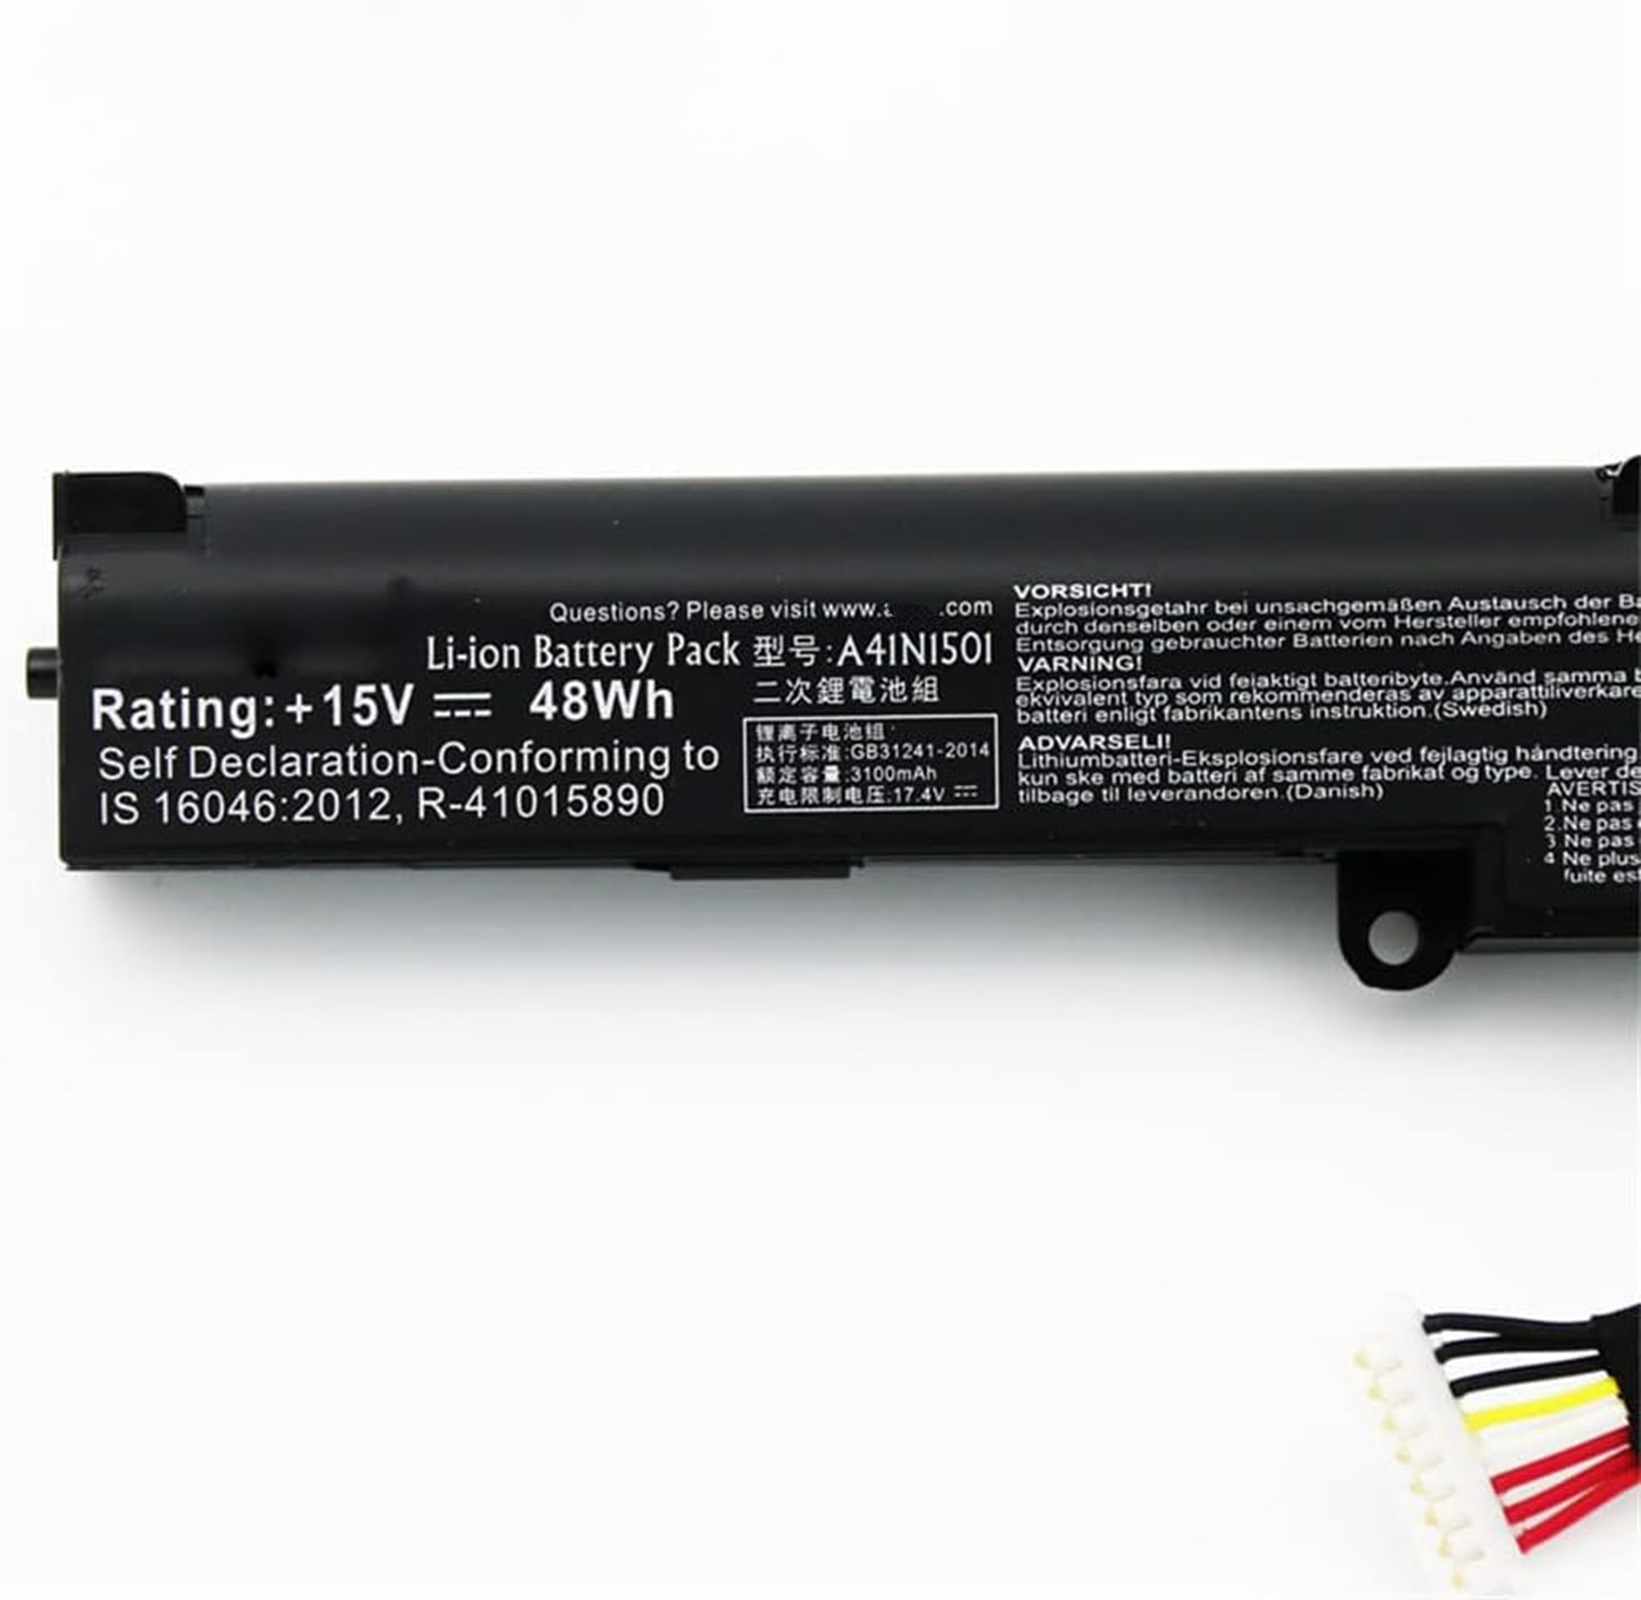 Questions? Please visit www. .com
Li-ion Battery Pack 型号:A41N1501
二次鋰電池組
Rating:+15V 48Wh
Self Declaration-Conforming to
IS 16046:2012, R-41015890
锂离子电池组
执行标准:GB31241-2014
额定容量:3100mAh
充电限制电压:17.4V
VORSICHT!
Explosionsgetahr bei unsachgemäßen Austausch der
durch denselben oder einem vom Hersteller empfohlene
Entsorgung gebrauchter Batterien nach Angaben des
VARNING!
Explosionsfara vid feiaktigt batteribyte.Använd samma
ekvivalent typ som rekommenderas av apparattiliverkare
batteri enligt fabrikantens instruktion.(Swedish)
ADVARSELI!
Lithiumbatteri-Eksplosionsfare ved fejlagtig håndtering
kun ske med batteri af samme fabrikat og type. Lever de
tilbage til leverandoren.(Danish)
AVERTIS
1.Ne pas
2.Ne pas
3 Ne pas
4 Ne plus
fuite est